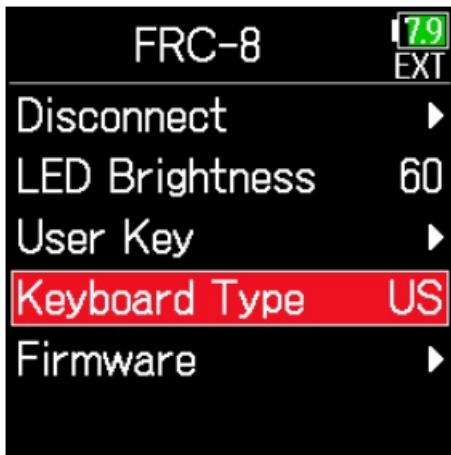 FRC-8
7.9
EXT
Disconnect
LED Brightness 60
User Key
Keyboard Type US
Firmware